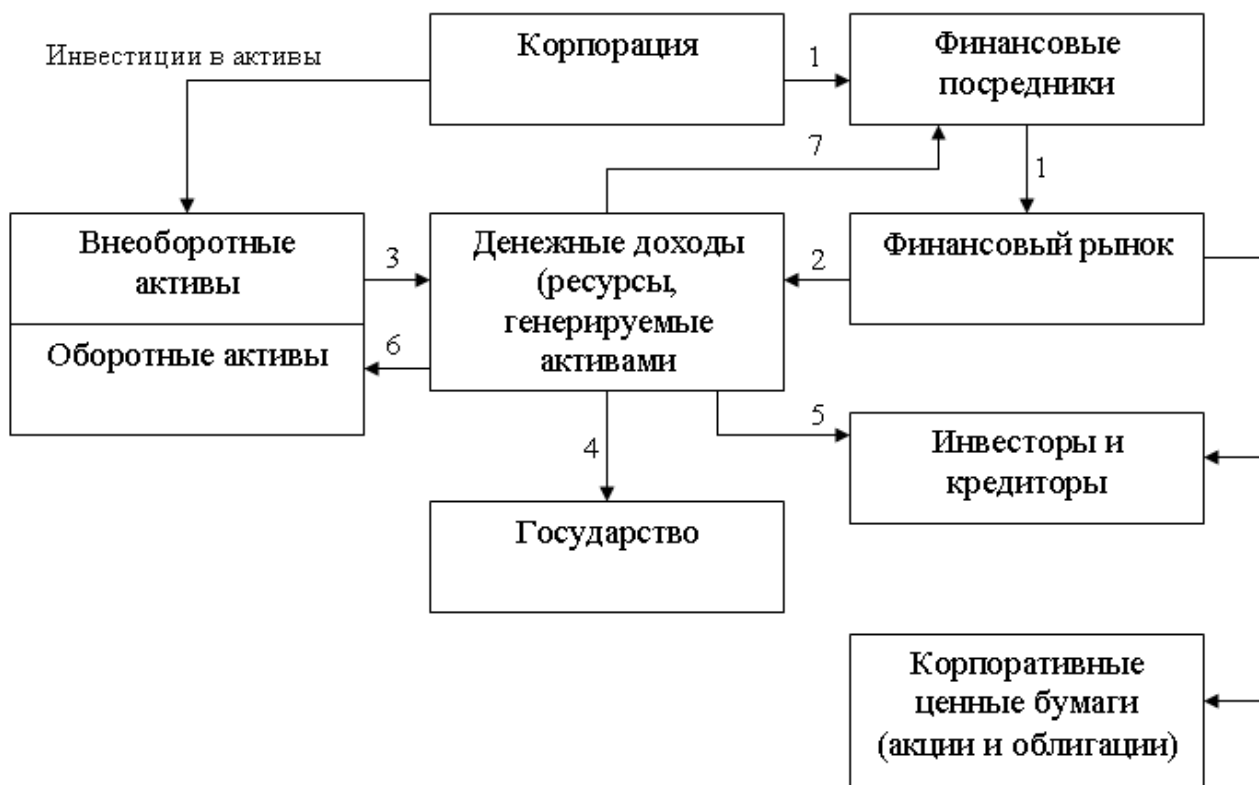 Корпорация
1
Финансовые
посредники
Инвестиции в активы
7
1
Внеоборотные
активы
3
Денежные доходы
(ресурсы,
генерируемые
активами
2
Финансовый рынок
Оборотные активы
6
4
5
Инвесторы и
кредиторы
Государство
Корпоративные
ценные бумаги
(акции и облигации)